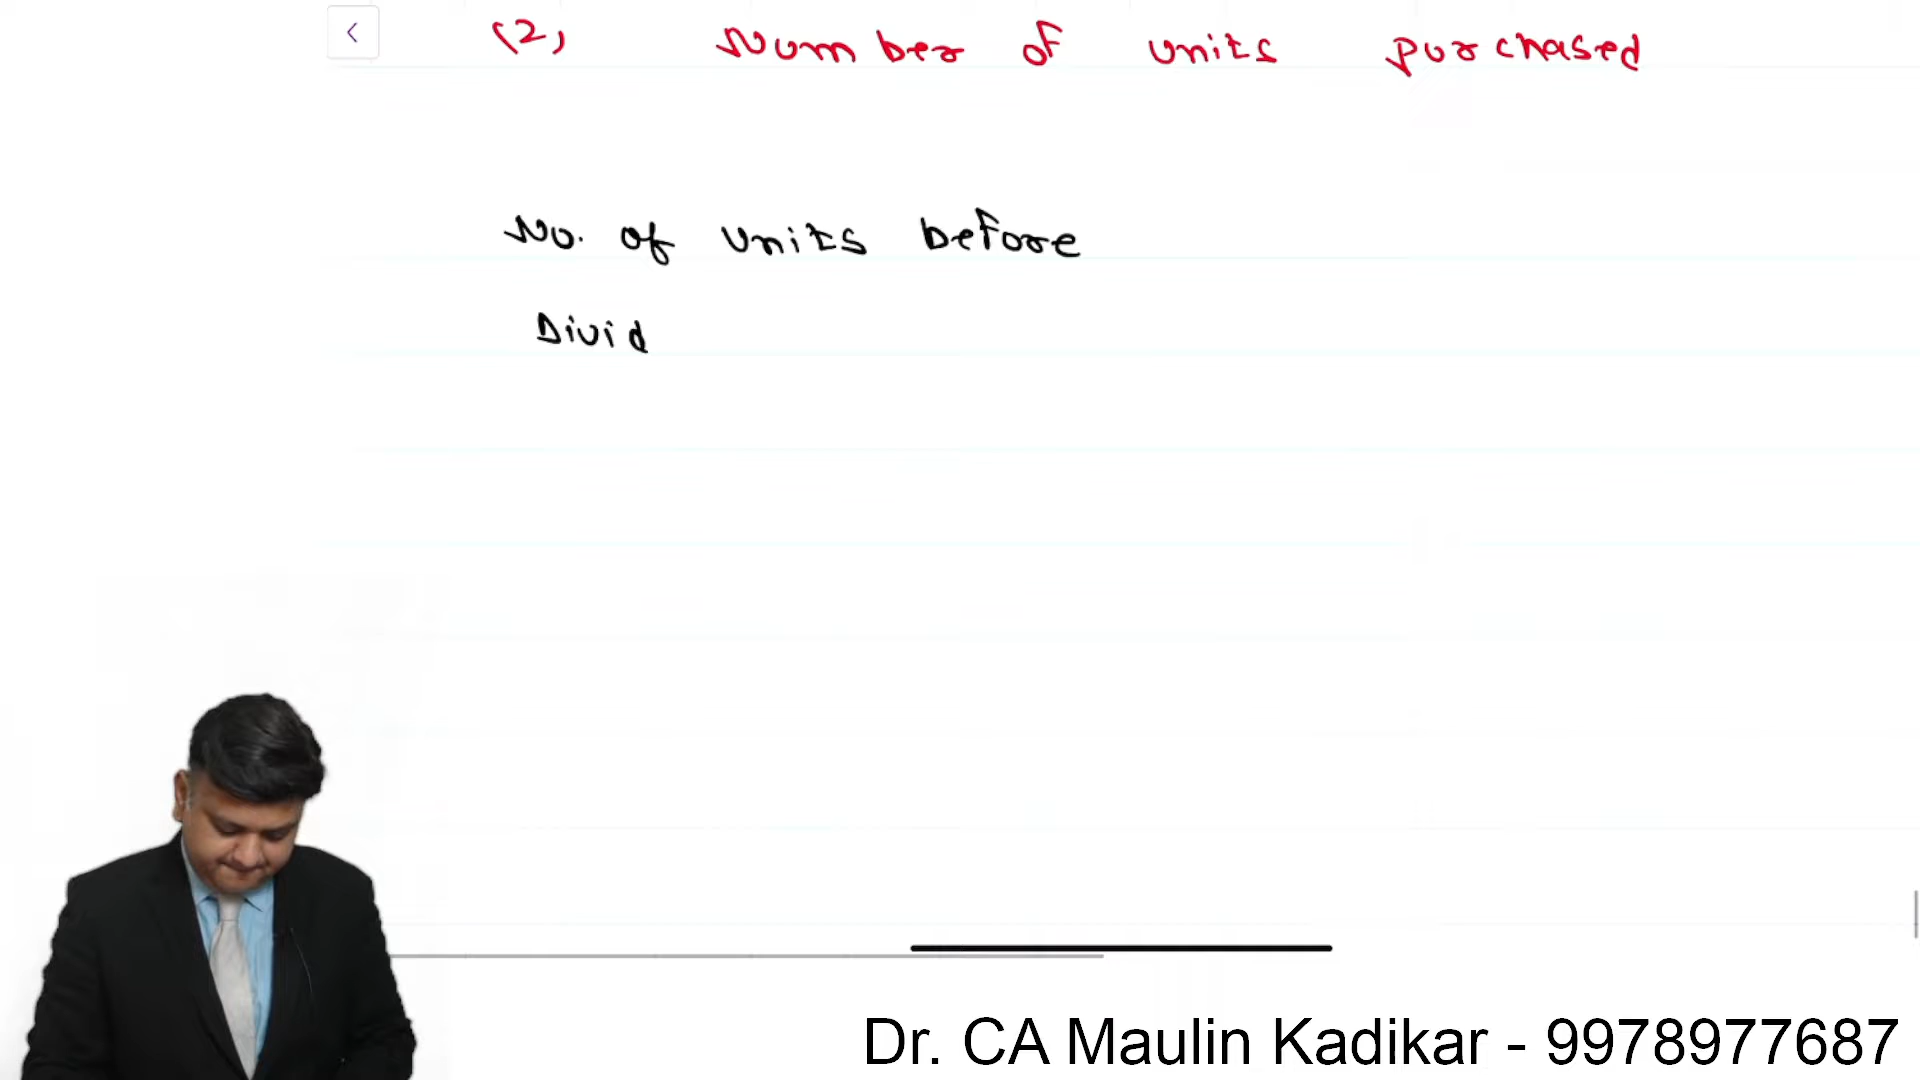 (2) Number of units purchased
No. of units before
Divid
Dr. CA Maulin Kadikar - 9978977687